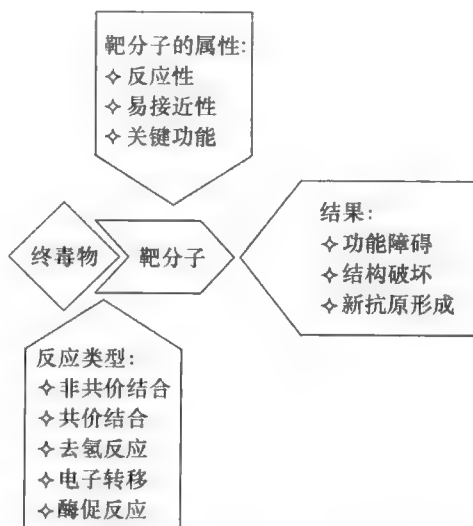 靶分子的属性:
✧反应性
✧易接近性
✧关键功能
终毒物
靶分子
结果:
✧功能障碍
✧结构破坏
✧新抗原形成
反应类型:
✧非共价结合
✧共价结合
✧去氢反应
✧电子转移
✧酶促反应